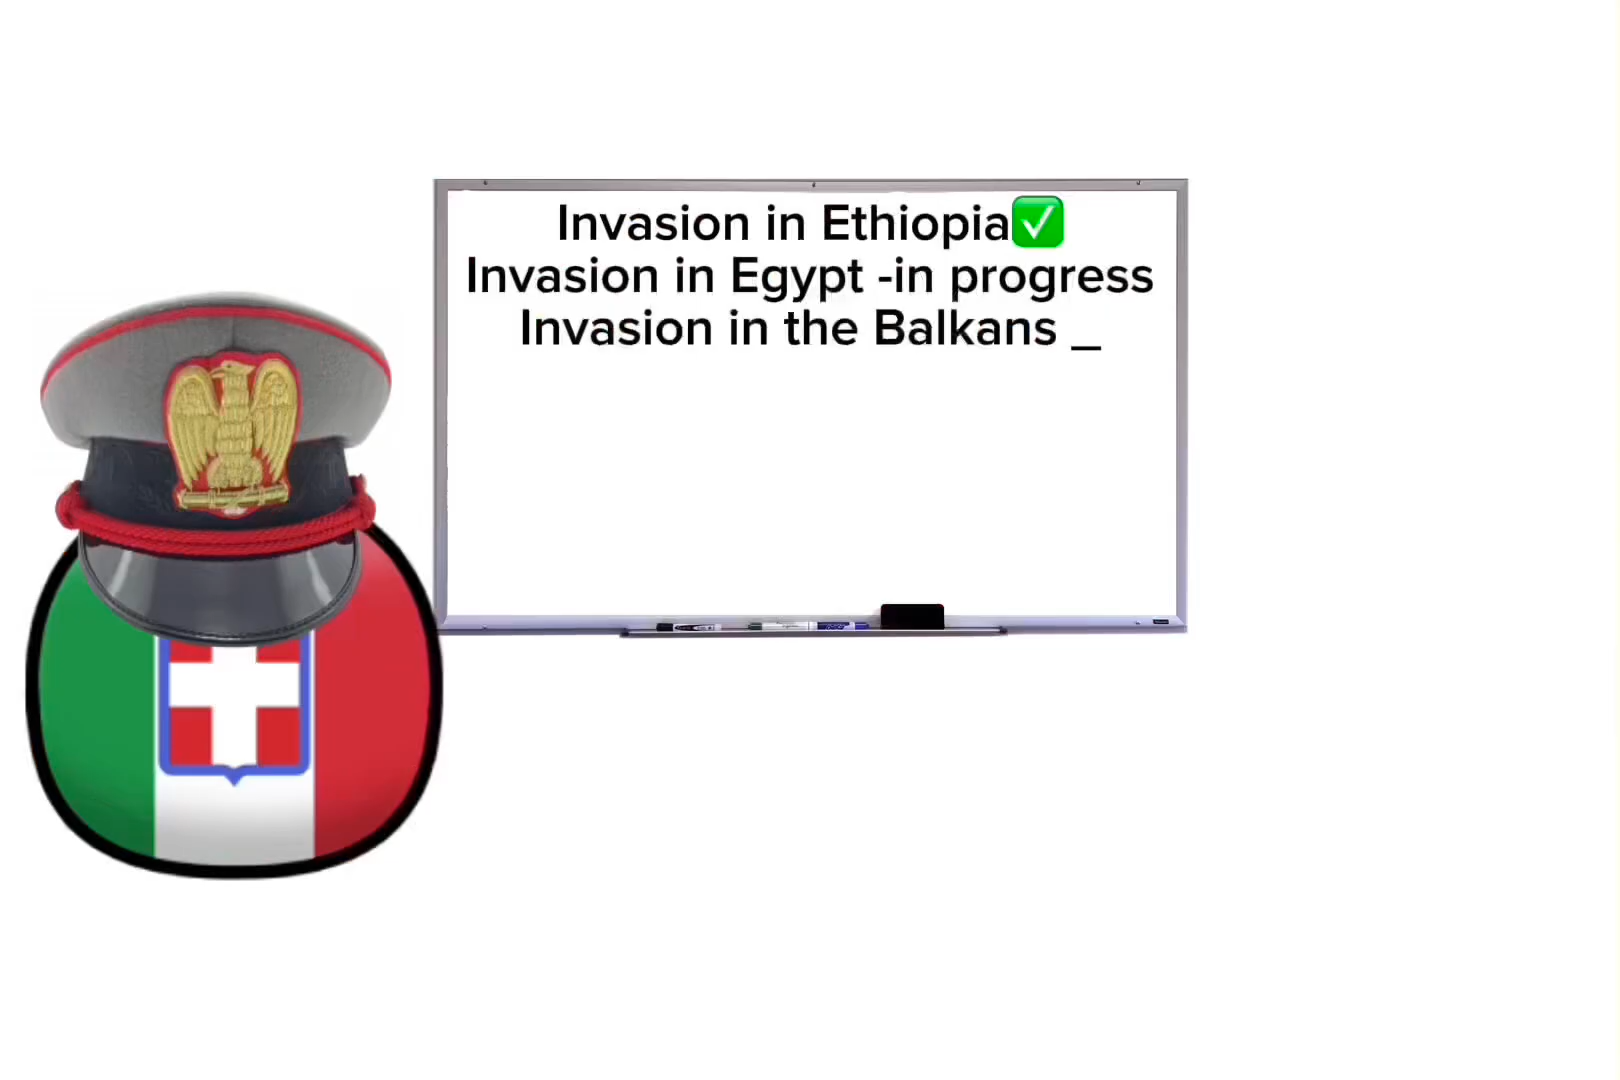 Invasion in Ethiopia✅
Invasion in Egypt -in progress
Invasion in the Balkans _